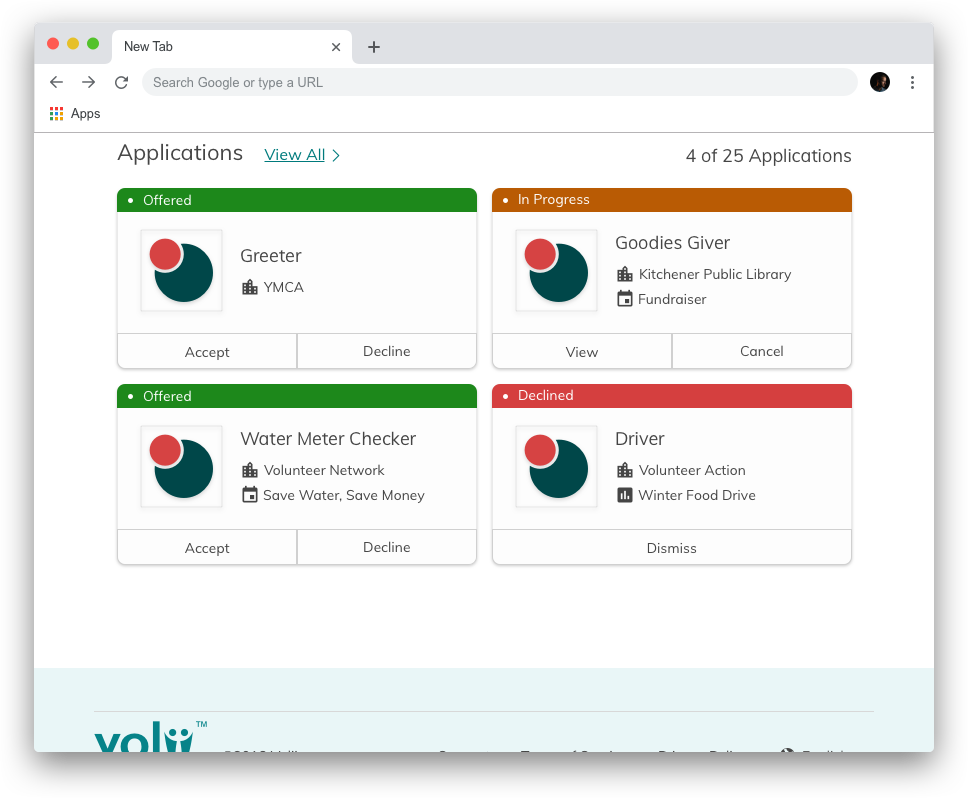 New Tab
Search Google or type a URL
Apps
Applications View All
4 of 25 Applications
Offered
Greeter
YMCA
Accept Decline
In Progress
Goodies Giver
Kitchener Public Library
Fundraiser
View Cancel
Offered
Water Meter Checker
Volunteer Network
Save Water, Save Money
Accept Decline
Declined
Driver
Volunteer Action
Winter Food Drive
Dismiss
TM